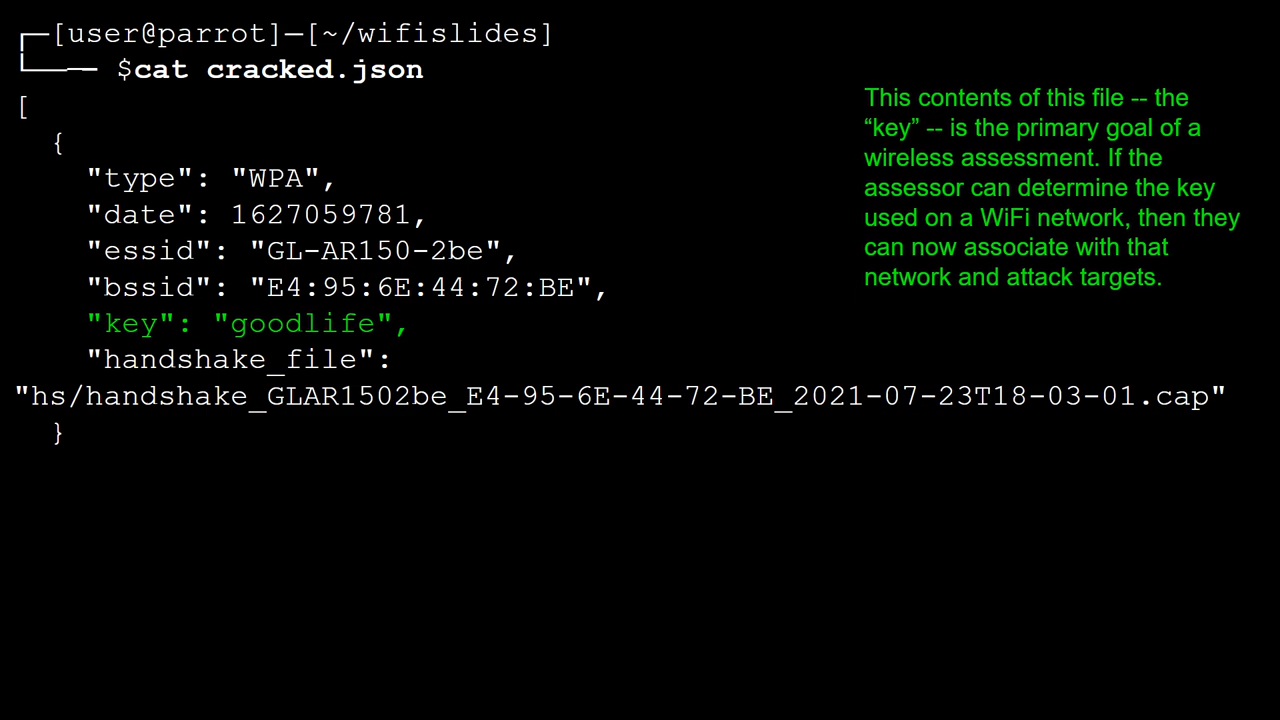 ┌─[user@parrot]─[~/wifislides]
└──── $cat cracked.json
[
{
"type": "WPA",
"date": 1627059781,
"essid": "GL-AR150-2be",
"bssid": "E4:95:6E:44:72:BE",
"key": "goodlife",
"handshake_file":
"hs/handshake_GLAR1502be_E4-95-6E-44-72-BE_2021-07-23T18-03-01.cap"
}
This contents of this file -- the
“key” -- is the primary goal of a
wireless assessment. If the
assessor can determine the key
used on a WiFi network, then they
can now associate with that
network and attack targets.